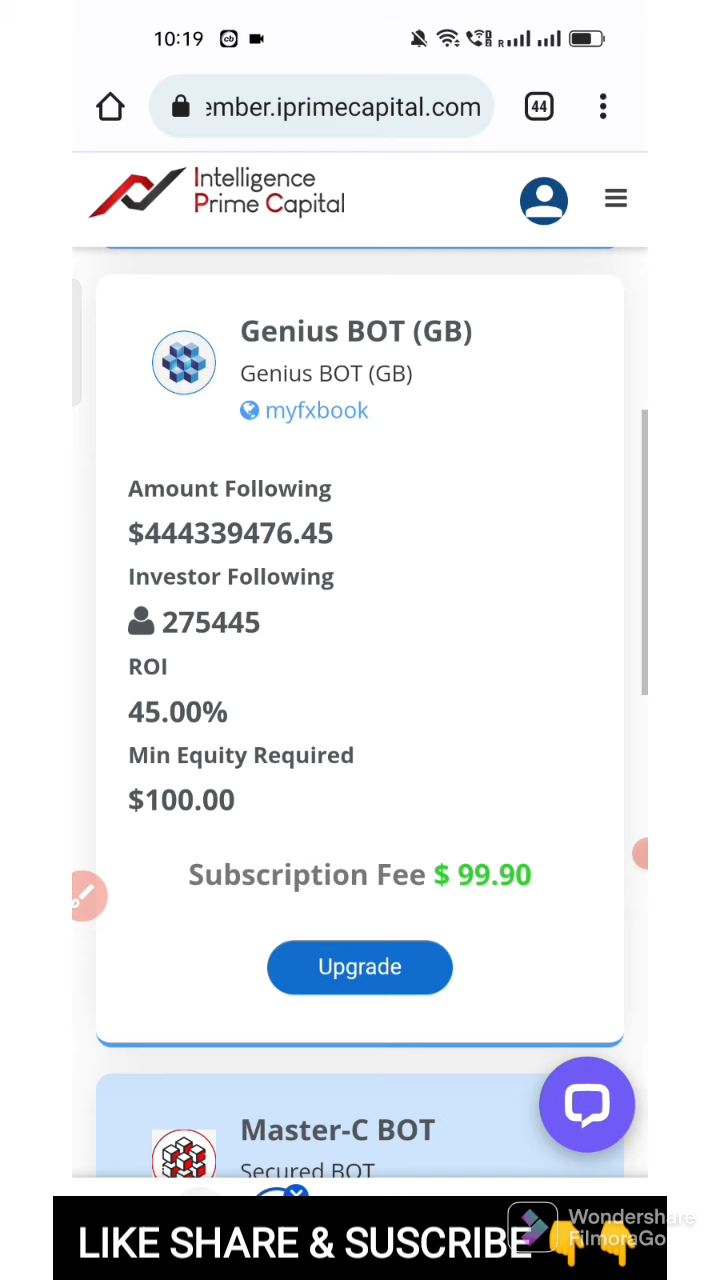 10:19
ember.iprimecapital.com
44
Intelligence
Prime Capital
Genius BOT (GB)
Genius BOT (GB)
myfxbook
Amount Following
$444339476.45
Investor Following
275445
ROI
45.00%
Min Equity Required
$100.00
Subscription Fee $ 99.90
Upgrade
Master-C BOT
Secured BOT
LIKE SHARE & SUSCRIBE
Wondershare
FilmoraGo